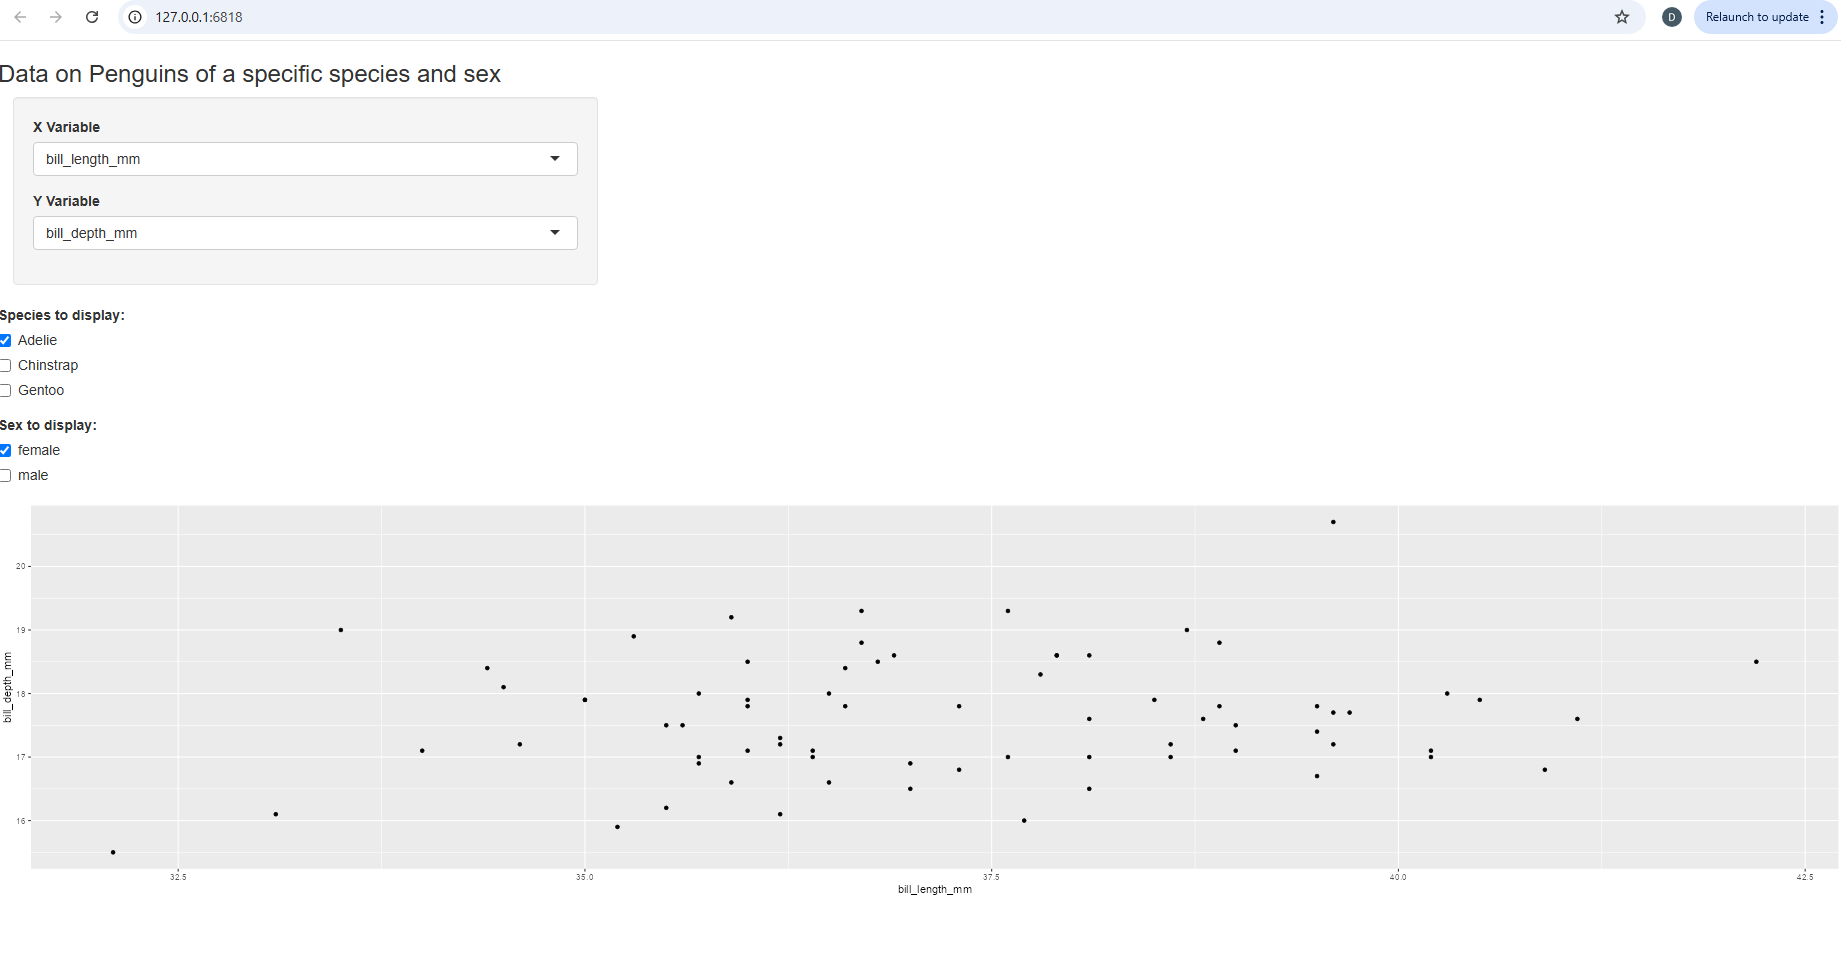 127.0.0.1:6818
D
Relaunch to update
Data on Penguins of a specific species and sex
X Variable
bill_length_mm
Y Variable
bill_depth_mm
Species to display:
Adelie
Chinstrap
Gentoo
Sex to display:
female
male
20
19
18
17
16
bill_depth_mm
32.5
35.0
37.5
40.0
42.5
bill_length_mm